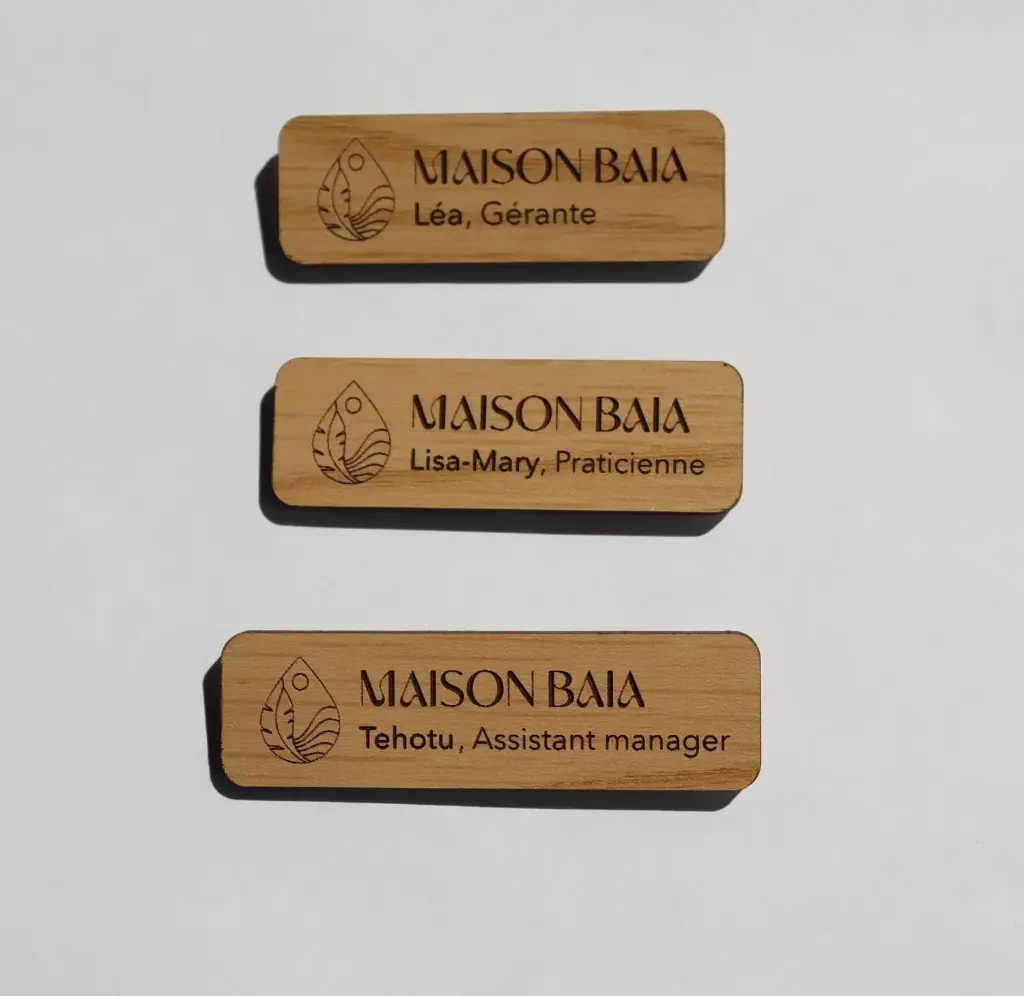 MAISON BAIA
Léa, Gérante
MAISON BAIA
Lisa-Mary, Praticienne
MAISON BAIA
Tehotu, Assistant manager